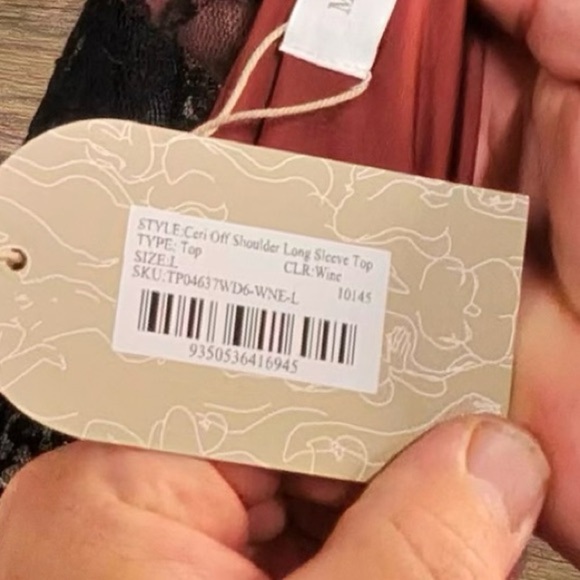 M
STYLE:Ceri Off Shoulder Long Sleeve Top
TYPE: Top
SIZE:L CLR:Wine
SKU:TP04637WD6-WNE-L 10145
9350536416945